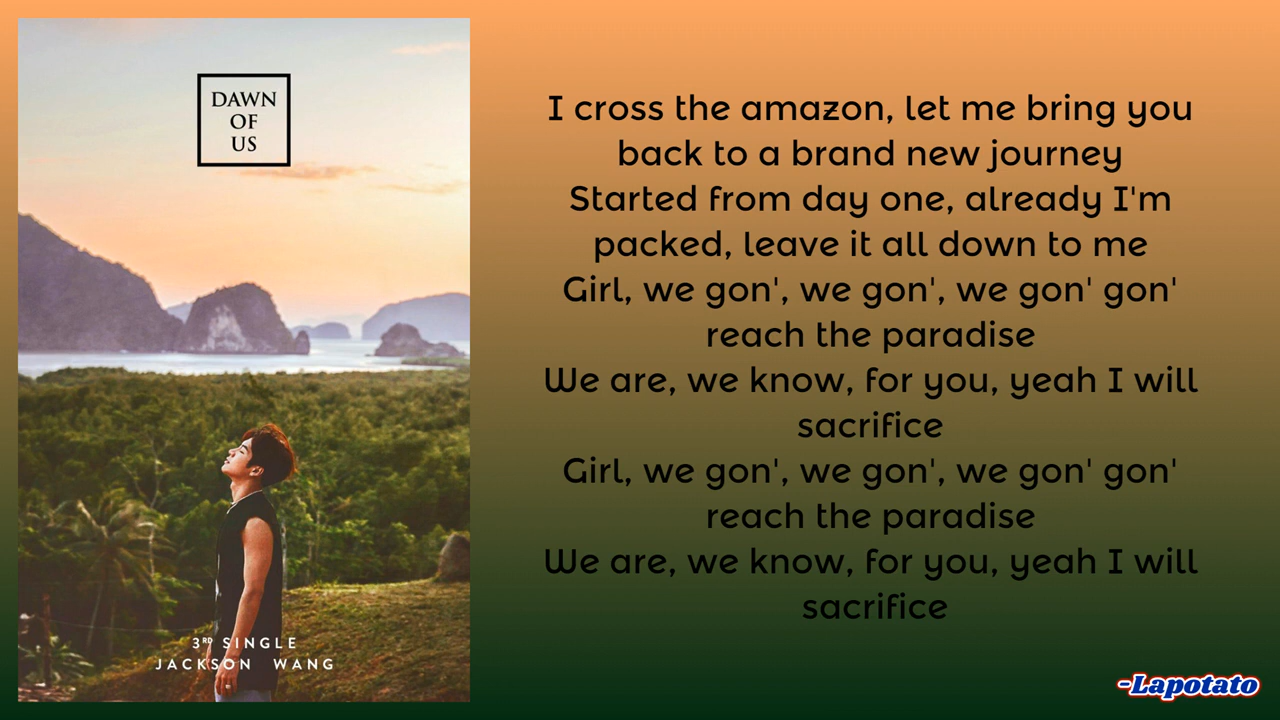 DAWN
OF
US
3RD SINGLE
JACKSON WANG
I cross the amazon, let me bring you
back to a brand new journey
Started from day one, already I'm
packed, leave it all down to me
Girl, we gon', we gon', we gon' gon'
reach the paradise
We are, we know, for you, yeah I will
sacrifice
Girl, we gon', we gon', we gon' gon'
reach the paradise
We are, we know, for you, yeah I will
sacrifice
-Lapotato